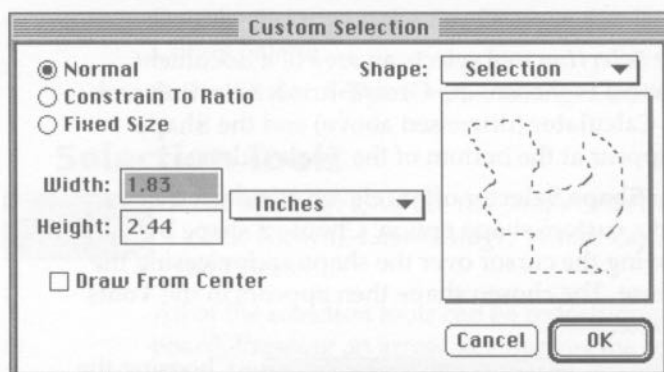 Custom Selection
Normal
Shape: Selection
Constrain To Ratio
Fixed Size
Width: 1.83
Inches
Height: 2.44
Draw From Center
Cancel OK